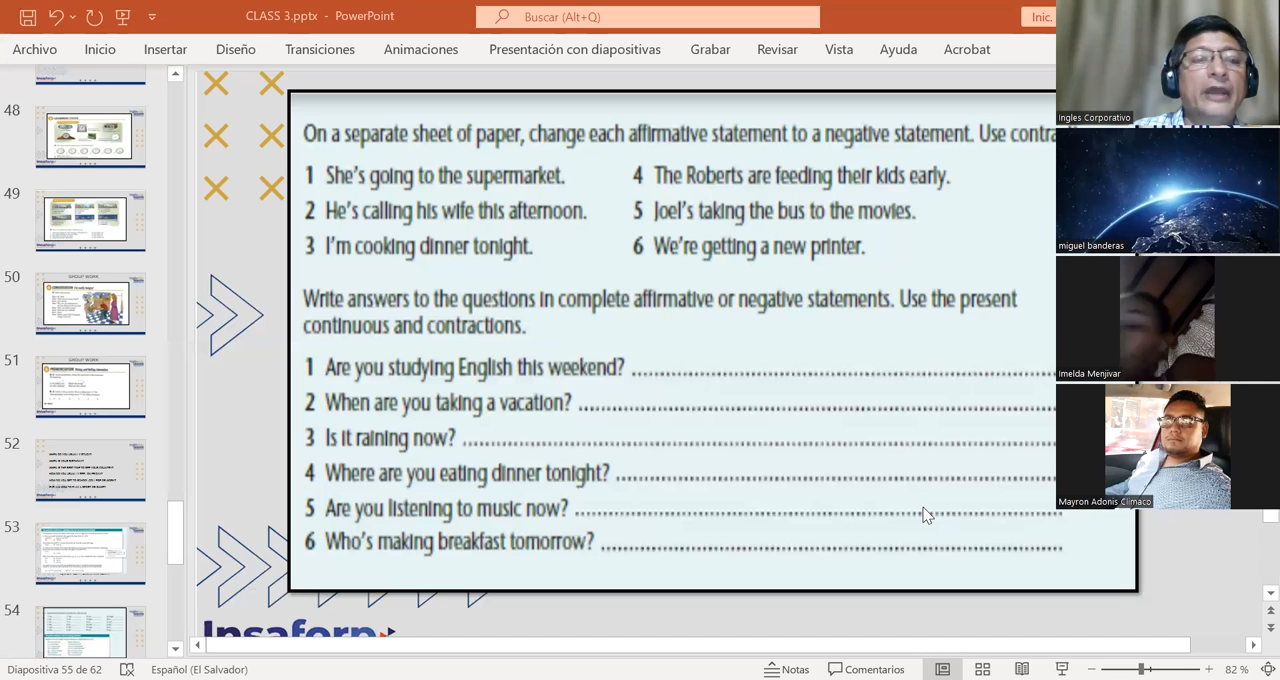 CLASS 3.pptx - PowerPoint
Buscar (Alt+Q)
Inic.
Archivo Inicio Insertar Diseño Transiciones Animaciones Presentación con diapositivas Grabar Revisar Vista Ayuda Acrobat
48
49
50
51
52
53
54
On a separate sheet of paper, change each affirmative statement to a negative statement. Use
1 She's going to the supermarket.
2 He's calling his wife this afternoon.
3 I'm cooking dinner tonight.
4 The Roberts are feeding their kids early.
5 Joel's taking the bus to the movies.
6 We're getting a new printer.
Write answers to the questions in complete affirmative or negative statements. Use the present
continuous and contractions.
1 Are you studying English this weekend?
2 When are you taking a vacation?
3 Is it raining now?
4 Where are you eating dinner tonight?
5 Are you listening to music now?
6 Who's making breakfast tomorrow?
Insaforp
Ingles Corporativo
miguel banderas
Imelda Menjivar
Mayron Adonis Climaco
Diapositiva 55 de 62 Español (El Salvador) Notas Comentarios 82 %